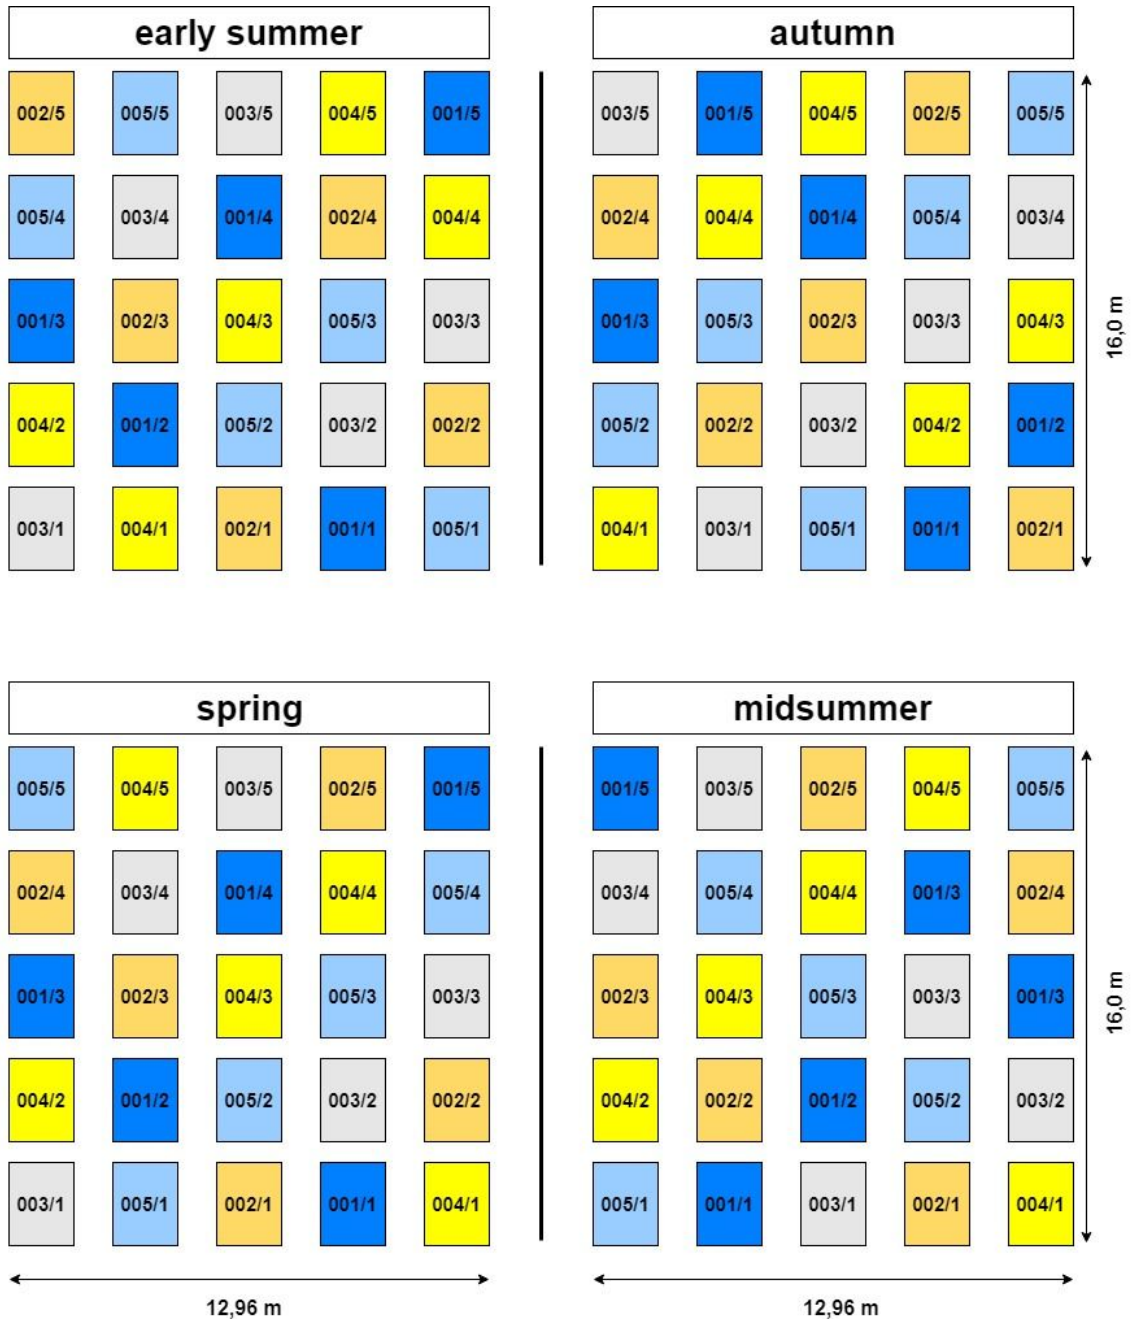 early summer
002/5 005/5 003/5 004/5 001/5
005/4 003/4 001/4 002/4 004/4
001/3 002/3 004/3 005/3 003/3
004/2 001/2 005/2 003/2 002/2
003/1 004/1 002/1 001/1 005/1
autumn
003/5 001/5 004/5 002/5 005/5
002/4 004/4 001/4 005/4 003/4
001/3 005/3 002/3 003/3 004/3
005/2 002/2 003/2 004/2 001/2
004/1 003/1 005/1 001/1 002/1
16,0 m
spring
005/5 004/5 003/5 002/5 001/5
002/4 003/4 001/4 004/4 005/4
001/3 002/3 004/3 005/3 003/3
004/2 001/2 005/2 003/2 002/2
003/1 005/1 002/1 001/1 004/1
12,96 m
midsummer
001/5 003/5 002/5 004/5 005/5
003/4 005/4 004/4 001/3 002/4
002/3 004/3 005/3 003/3 001/3
004/2 002/2 001/2 005/2 003/2
005/1 001/1 003/1 002/1 004/1
16,0 m
12,96 m